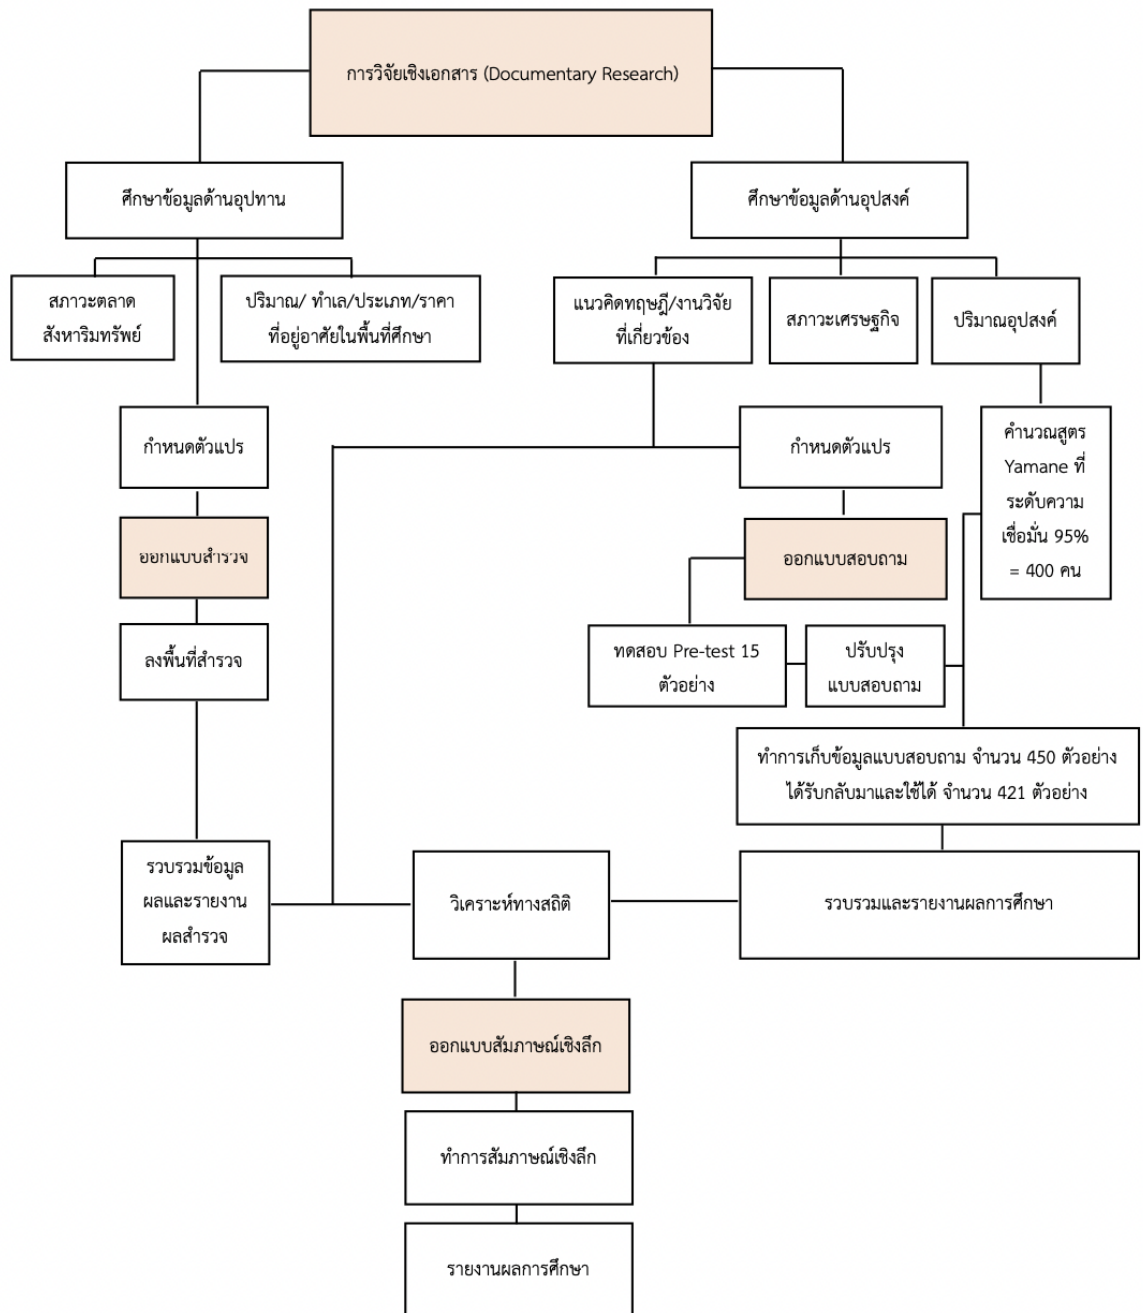 การวิจัยเชิงเอกสาร (Documentary Research)
ศึกษาข้อมูลด้านอุปทาน
ศึกษาข้อมูลด้านอุปสงค์
สภาวะตลาด
สังหาริมทรัพย์
ปริมาณ/ ทำเล/ประเภท/ราคา
ที่อยู่อาศัยในพื้นที่ศึกษา
แนวคิดทฤษฎี/งานวิจัย
ที่เกี่ยวข้อง
สภาวะเศรษฐกิจ
ปริมาณอุปสงค์
กำหนดตัวแปร
กำหนดตัวแปร
คำนวณสูตร
Yamane ที่
ระดับความ
เชื่อมั่น 95%
= 400 คน
ออกแบบสำรวจ
ออกแบบสอบถาม
ลงพื้นที่สำรวจ
ทดสอบ Pre-test 15
ตัวอย่าง
ปรับปรุง
แบบสอบถาม
ทำการเก็บข้อมูลแบบสอบถาม จำนวน 450 ตัวอย่าง
ได้รับกลับมาและใช้ได้ จำนวน 421 ตัวอย่าง
รวบรวมข้อมูล
ผลและรายงาน
ผลสำรวจ
วิเคราะห์ทางสถิติ
รวบรวมและรายงานผลการศึกษา
ออกแบบสัมภาษณ์เชิงลึก
ทำการสัมภาษณ์เชิงลึก
รายงานผลการศึกษา